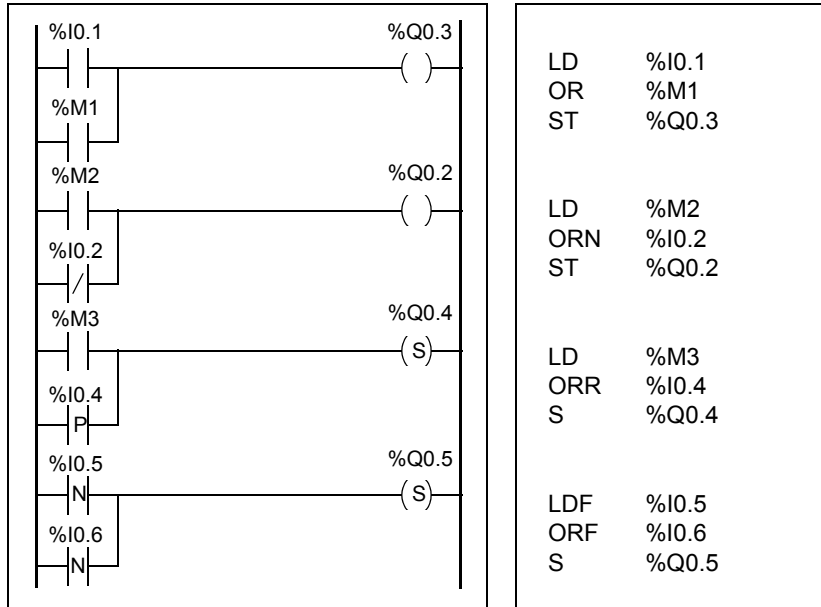 %I0.1 %Q0.3
%M1
%M2 %Q0.2
%I0.2
/
%M3 %Q0.4
S
%I0.4
P
%I0.5 %Q0.5
N S
%I0.6
N
LD %I0.1
OR %M1
ST %Q0.3
LD %M2
ORN %I0.2
ST %Q0.2
LD %M3
ORR %I0.4
S %Q0.4
LDF %I0.5
ORF %I0.6
S %Q0.5